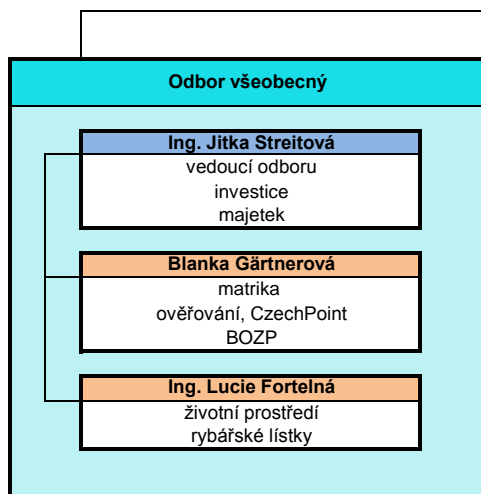 Odbor všeobecný
Ing. Jitka Streitová
vedoucí odboru
investice
majetek
Blanka Gärtnerová
matrika
ověřování, CzechPoint
BOZP
Ing. Lucie Fortelná
životní prostředí
rybářské lístky